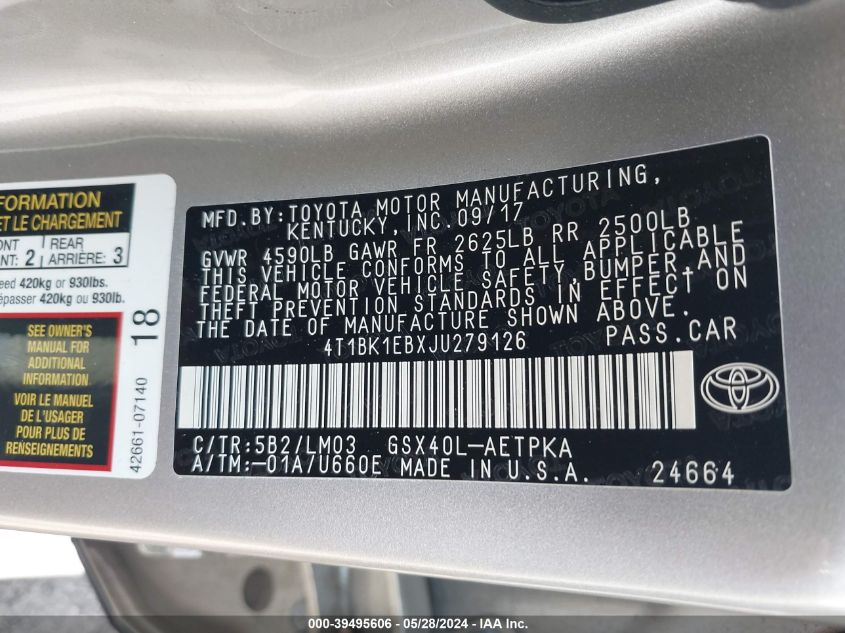 FORMATION
ET LE CHARGEMENT
2
REAR
ARRIÈRE: 3
420kg or 930lbs.
420kg ou 930lb.
SEE OWNER'S
MANUAL FOR
ADDITIONAL
INFORMATION
VOIR LE MANUEL
DE L'USAGER
POUR PLUS DE
RENSEIGNEMENTS
18
42661-07140
MFD.BY:TOYOTA MOTOR MANUFACTURING,
KENTUCKY, INC.09/17
GVWR 4590LB GAWR FR 2625LB RR 2500LB
THIS VEHICLE CONFORMS TO ALL APPLICABLE
FEDERAL MOTOR VEHICLE SAFETY,BUMPER,AND
THEFT PREVENTION STANDARDS IN EFFECT ON
THE DATE OF MANUFACTURE SHOWN ABOVE.
4T1BK1EBXJU279126 PASS.CAR
C/TR:5B2/LM03 GSX40L-AETPKA
A/TM:-01A/U660E MADE IN U.S.A. 24664
000-39495606 / 05/28/2024 - IAA Inc.